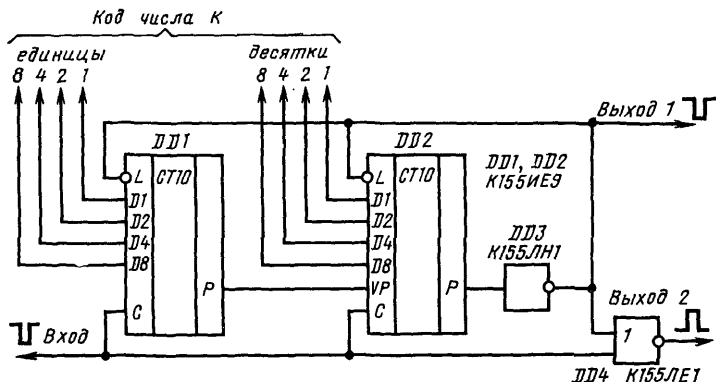 Код числа К
единицы
десятки
8 4 2 1
8 4 2 1
Выход 1
DD1
DD2
DD1, DD2
К155ИЕ9
L
CT10
D1
D2
D4
D8
P
C
L
CT10
D1
D2
D4
D8
VP
P
C
DD3
К155ЛН1
Вход
Выход 2
1
DD4 К155ЛЕ1